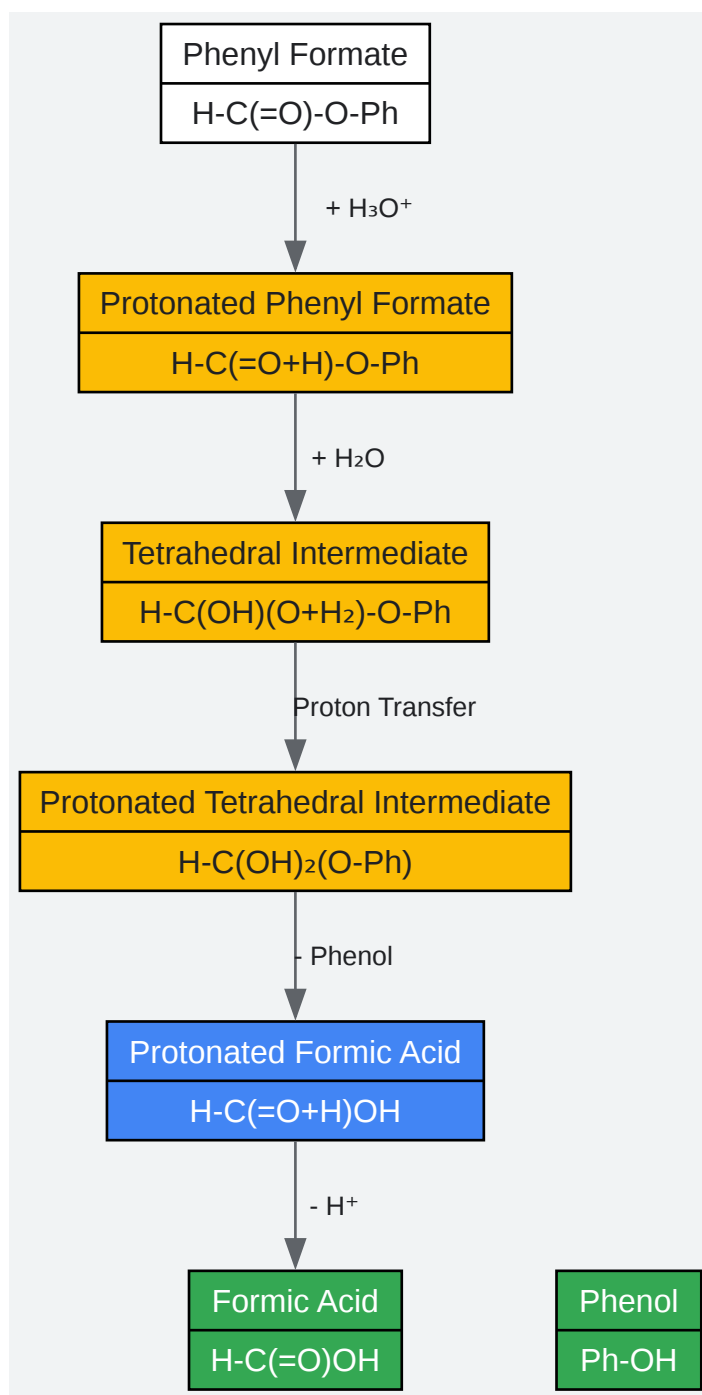 Phenyl Formate
H-C(=O)-O-Ph
+ H₃O⁺
Protonated Phenyl Formate
H-C(=O+H)-O-Ph
+ H₂O
Tetrahedral Intermediate
H-C(OH)(O+H₂)-O-Ph
Proton Transfer
Protonated Tetrahedral Intermediate
H-C(OH)₂(O-Ph)
- Phenol
Protonated Formic Acid
H-C(=O+H)OH
- H⁺
Formic Acid
H-C(=O)OH
Phenol
Ph-OH